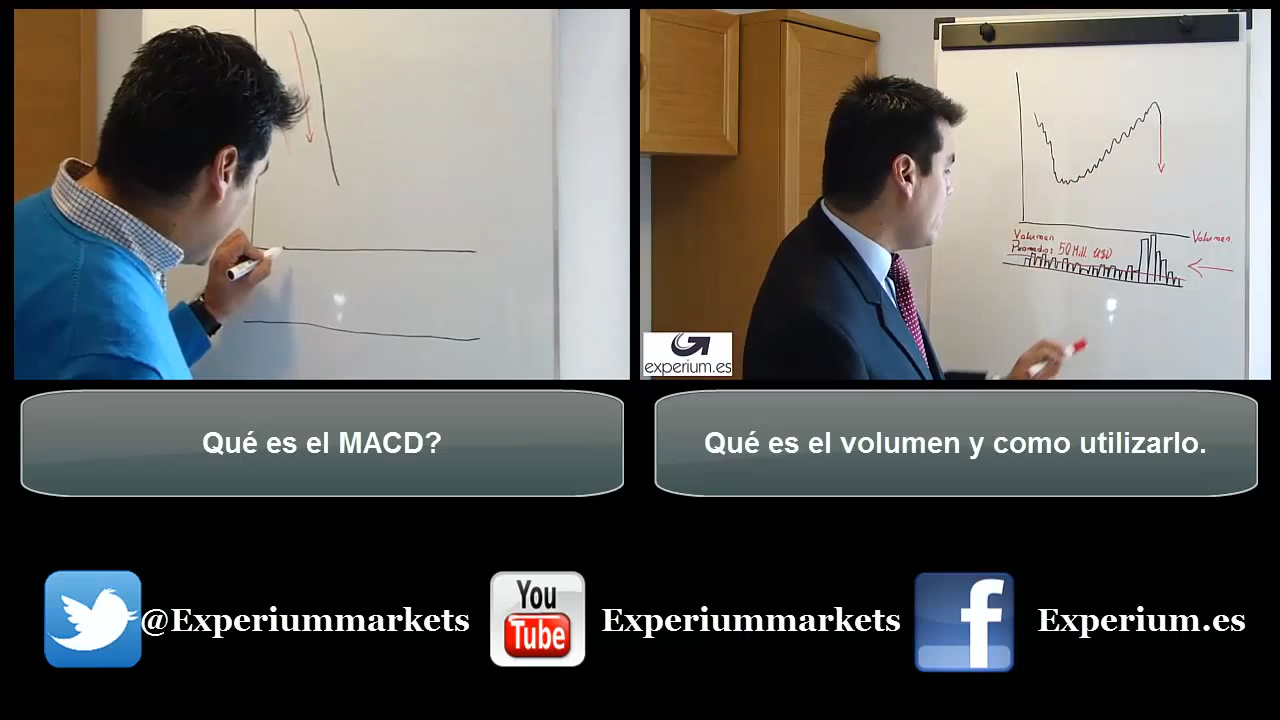 Volumen
Promedio: 50 Mill USD
Volumen
experium.es
Qué es el MACD?
Qué es el volumen y como utilizarlo.
@Experiummarkets
You
Tube
Experiummarkets
f
Experium.es